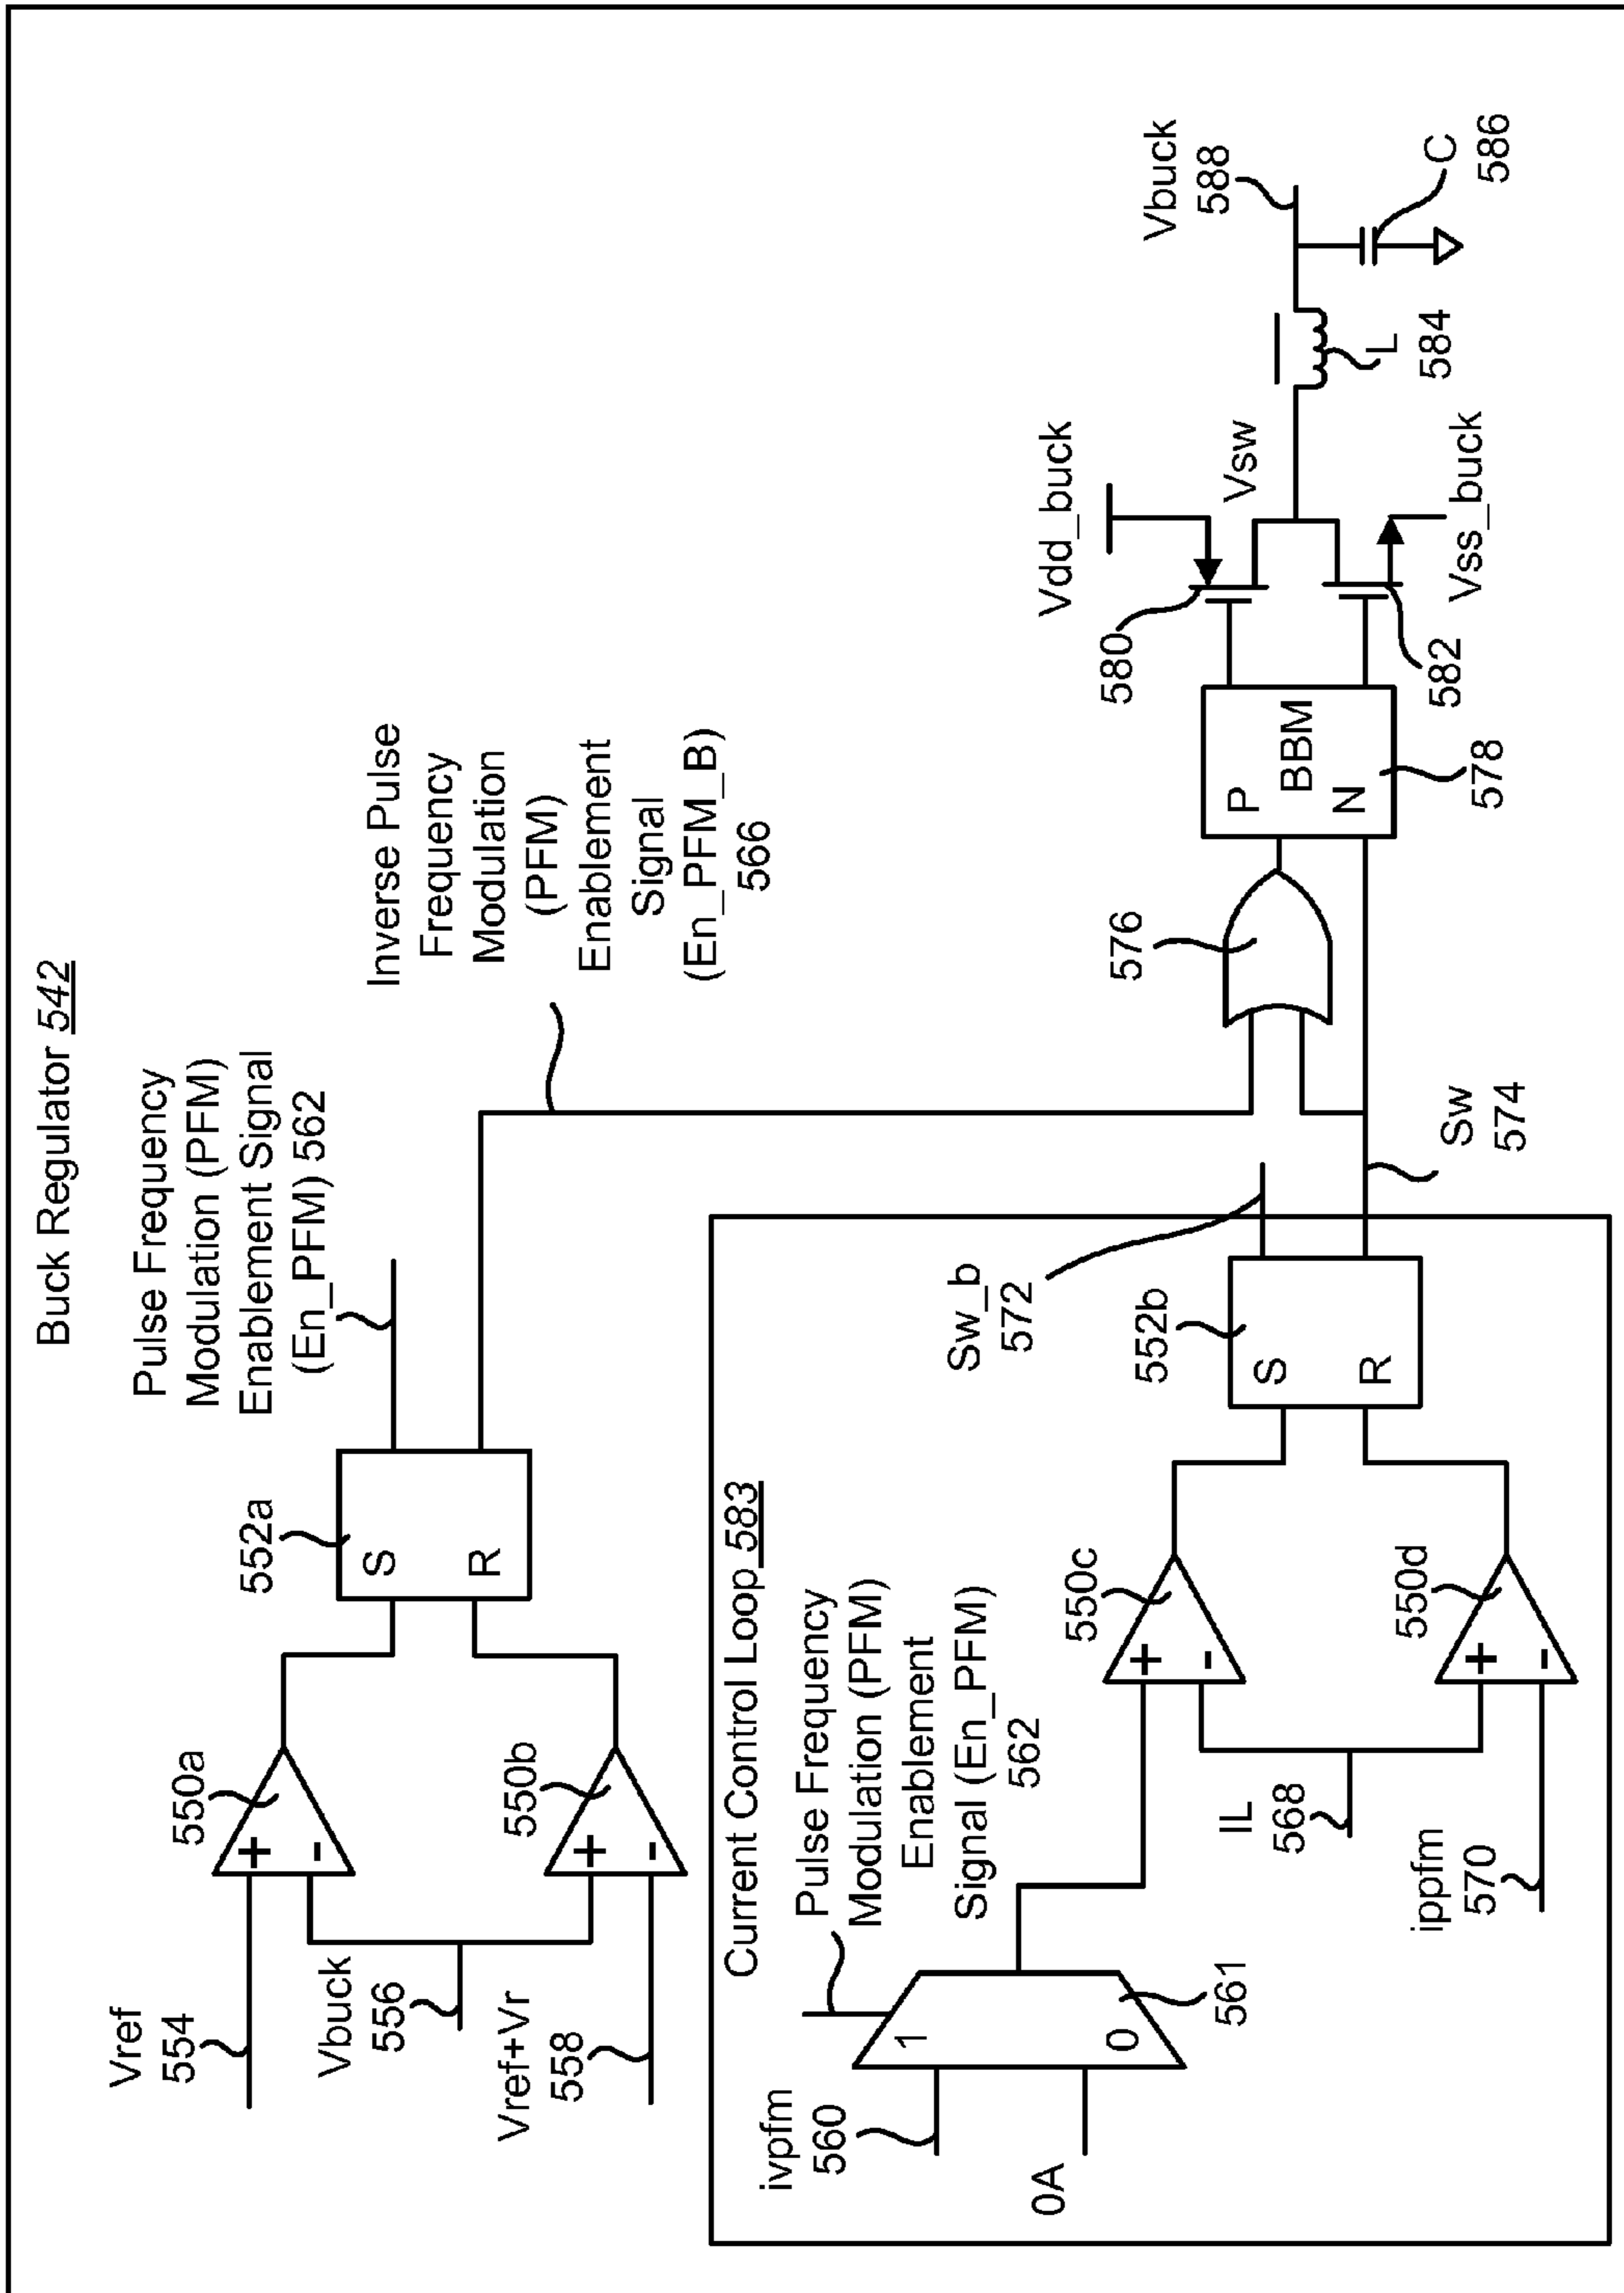 Buck Regulator 542
Pulse Frequency
Modulation (PFM)
Enablement Signal
(En_PFM) 562
Inverse Pulse
Frequency
Modulation
(PFM)
Enablement
Signal
(En_PFM_B)
566
Vref
554
Vbuck
556
Vref+Vr
558
550a
+
-
550b
+
-
552a
S
R
Current Control Loop 583
Pulse Frequency
Modulation (PFM)
Enablement
Signal (En_PFM)
562
ivpfm
560
0A
1
0
561
IL
568
ippfm
570
550c
+
-
550d
+
-
552b
S
R
Sw_b
572
Sw
574
576
P
BBM
N
578
580
582
Vdd_buck
Vsw
Vss_buck
L
584
Vbuck
588
C
586